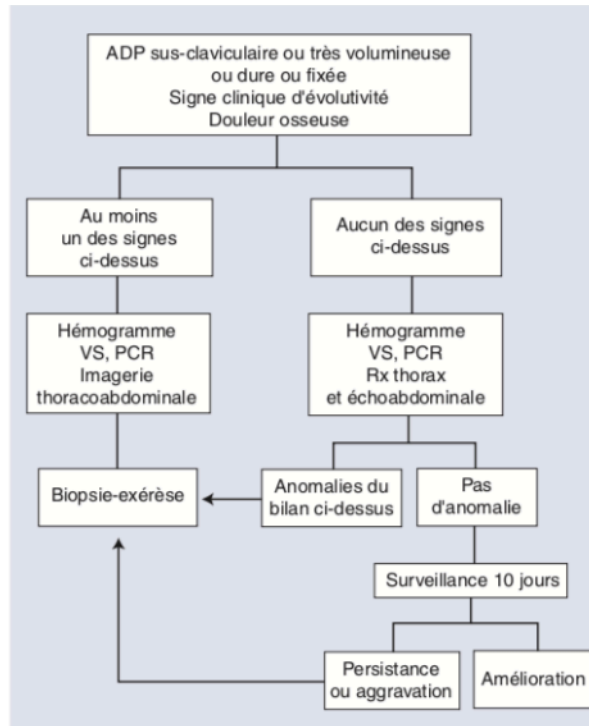 ADP sus-claviculaire ou très volumineuse
ou dure ou fixée
Signe clinique d'évolutivité
Douleur osseuse
Au moins
un des signes
ci-dessus
Aucun des signes
ci-dessus
Hémogramme
VS, PCR
Imagerie
thoracoabdominale
Hémogramme
VS, PCR
Rx thorax
et échoabdominale
Biopsie-exérèse
Anomalies du
bilan ci-dessus
Pas
d'anomalie
Surveillance 10 jours
Persistance
ou aggravation
Amélioration